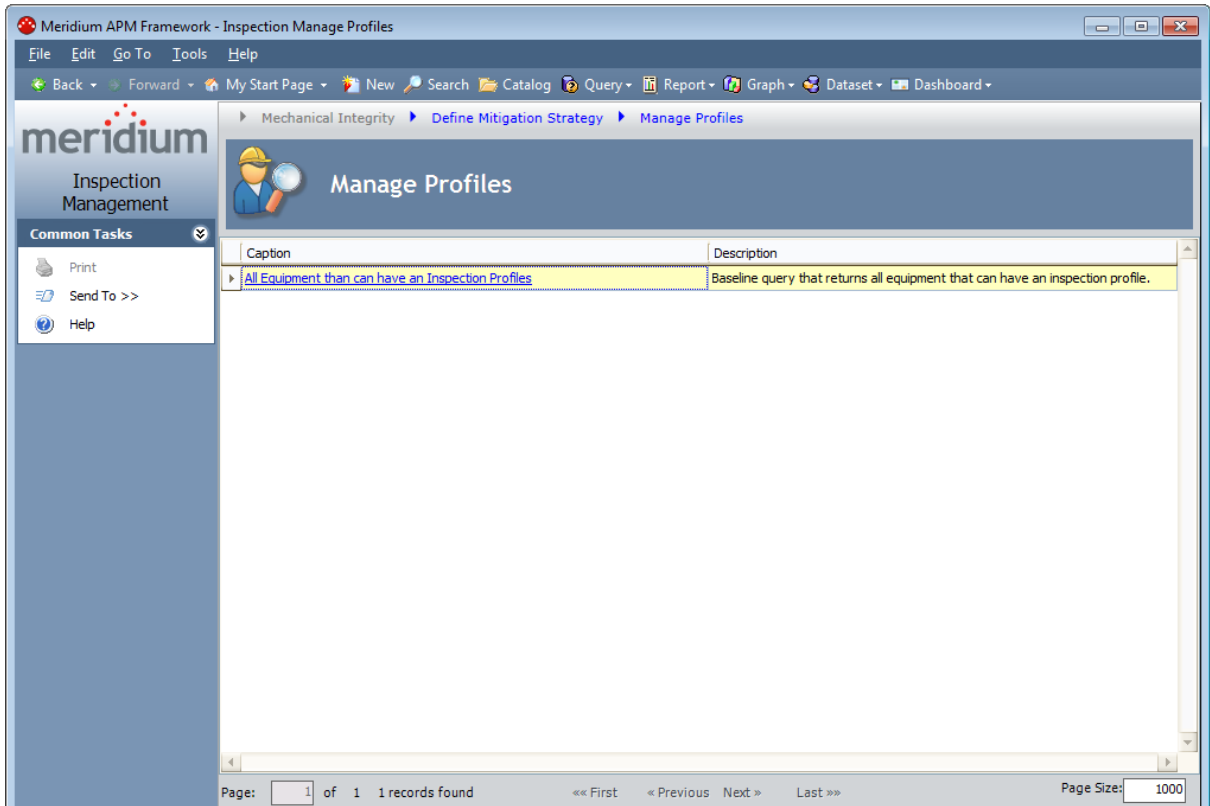 Meridium APM Framework - Inspection Manage Profiles
File Edit Go To Tools Help
Back Forward My Start Page New Search Catalog Query Report Graph Dataset Dashboard
meridium
Inspection
Management
Common Tasks
Print
Send To >>
Help
Mechanical Integrity Define Mitigation Strategy Manage Profiles
Manage Profiles
Caption Description
All Equipment than can have an Inspection Profiles Baseline query that returns all equipment that can have an inspection profile.
Page: 1 of 1 1 records found «« First « Previous Next » Last »» Page Size: 1000